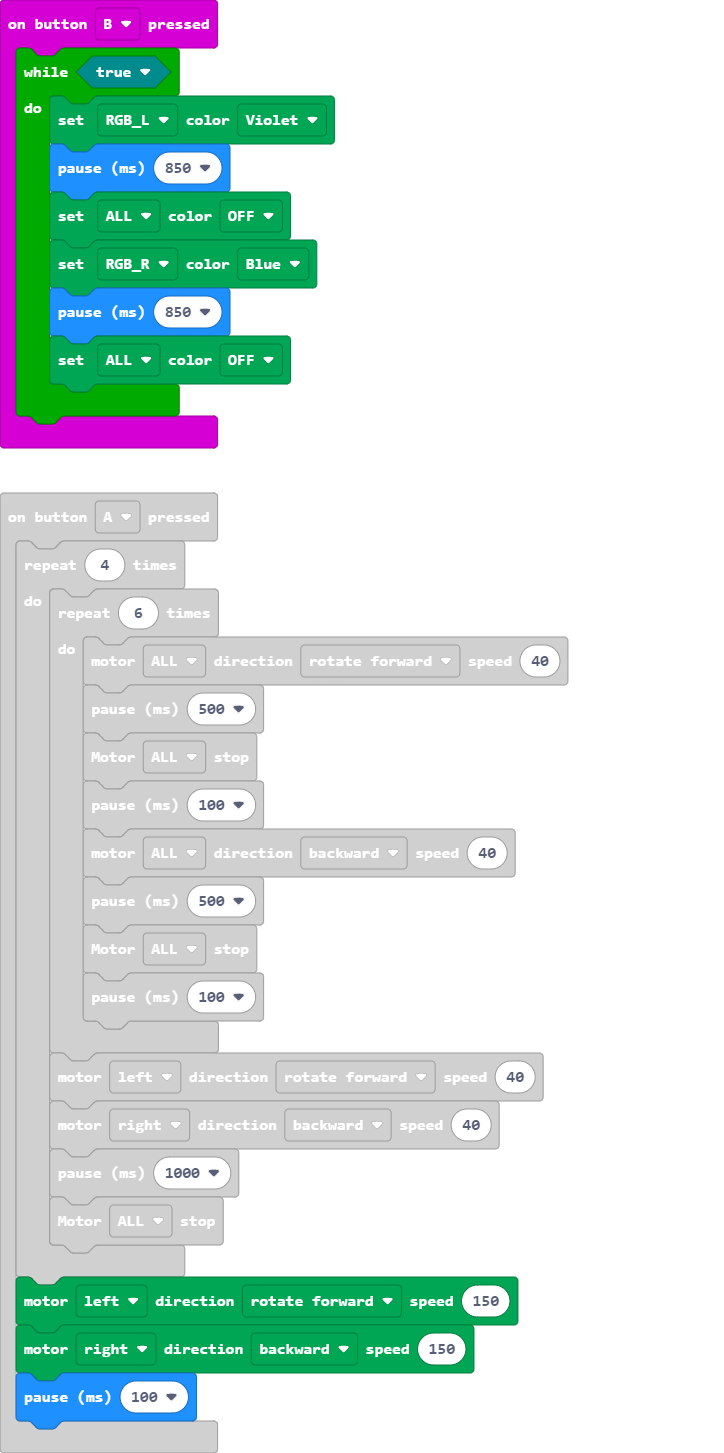 on button B pressed
while true
do
set RGB_L color Violet
pause (ms) 850
set ALL color OFF
set RGB_R color Blue
pause (ms) 850
set ALL color OFF
on button A pressed
repeat 4 times
do
repeat 6 times
do
motor ALL direction rotate forward speed 40
pause (ms) 500
Motor ALL stop
pause (ms) 100
motor ALL direction backward speed 40
pause (ms) 500
Motor ALL stop
pause (ms) 100
motor left direction rotate forward speed 40
motor right direction backward speed 40
pause (ms) 1000
Motor ALL stop
motor left direction rotate forward speed 150
motor right direction backward speed 150
pause (ms) 100